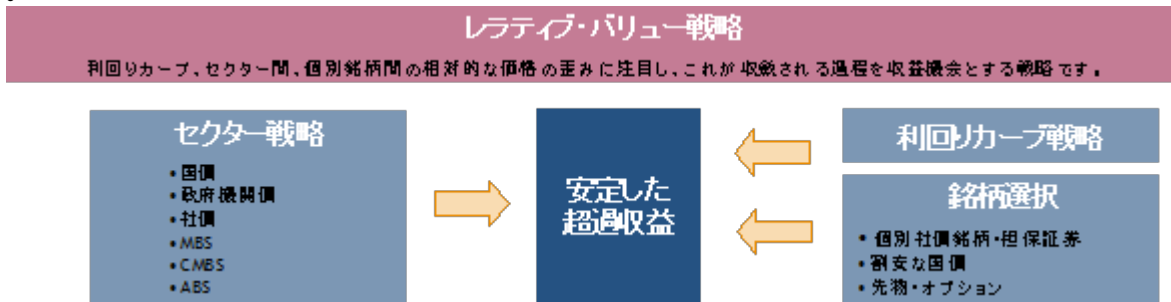 レラティブ・バリュー戦略
利回りカーブ、セクター間、個別銘柄間の相対的な価格の歪みに注目し、これが収斂される過程を収益機会とする戦略です。
セクター戦略
• 国債
• 政府機関債
• 社債
• MBS
• CMBS
• ABS
安定した
超過収益
利回りカーブ戦略
銘柄選択
• 個別社債銘柄・担保証券
• 割安な国債
• 先物・オプション